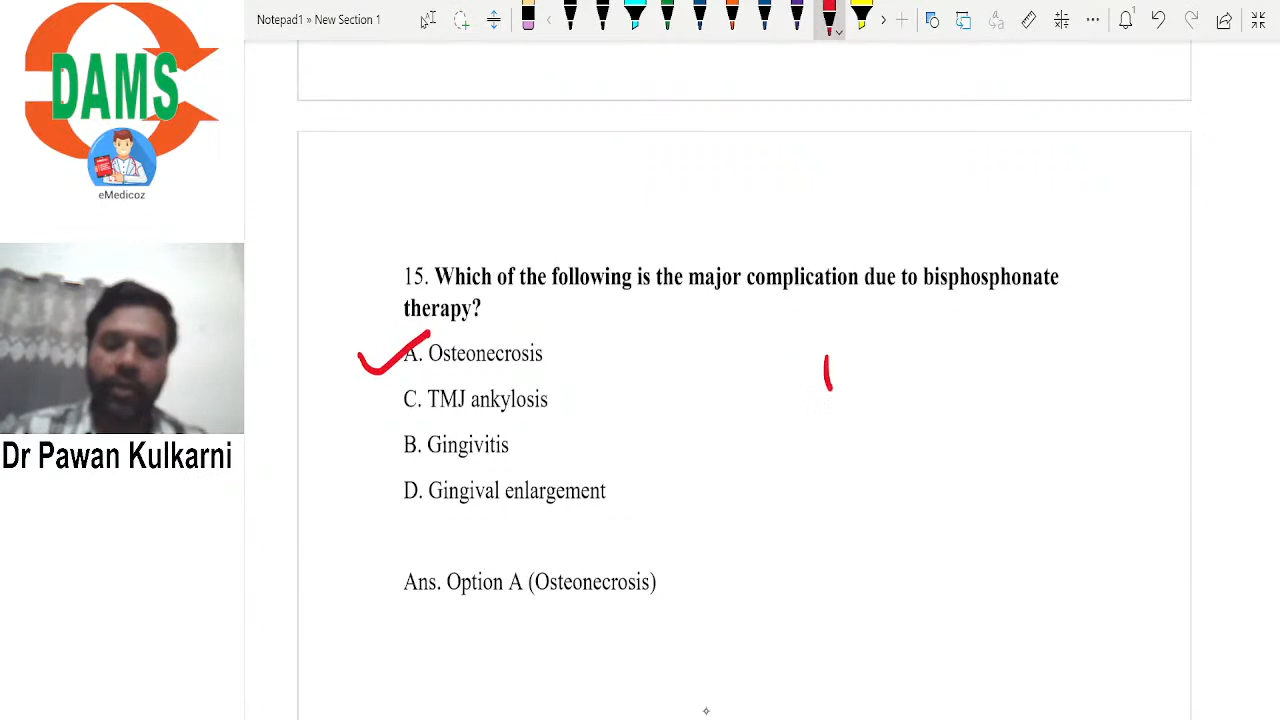 Notepad1 » New Section 1
DAMS
eMedicoz
15. Which of the following is the major complication due to bisphosphonate
therapy?
A. Osteonecrosis
C. TMJ ankylosis
B. Gingivitis
D. Gingival enlargement
Ans. Option A (Osteonecrosis)
Dr Pawan Kulkarni